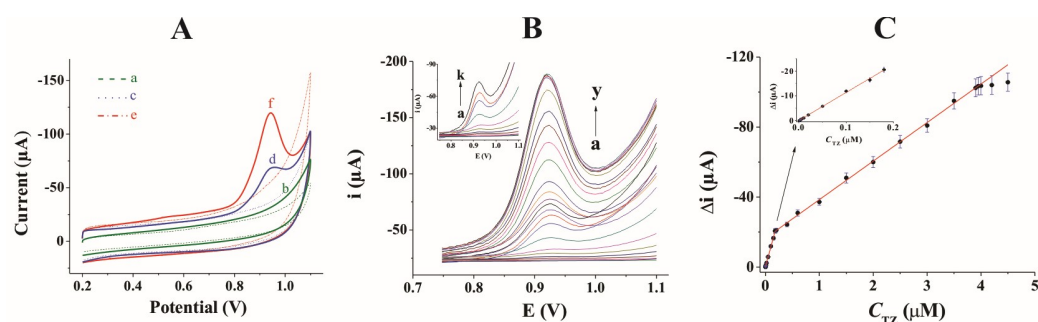 A
-150
-100
-50
0
Current (µA)
a
c
e
f
d
b
0.2
0.4
0.6
0.8
1.0
Potential (V)
B
-200
-150
-100
-50
i (µA)
y
a
0.7
0.8
0.9
1.0
1.1
E (V)
-90
-60
-30
i (µA)
k
a
0.8
0.9
1.0
1.1
E (V)
C
-120
-80
-40
0
Δi (µA)
0
1
2
3
4
5
C_TZ (µM)
-20
-10
0
Δi (µA)
0.0
0.1
0.2
C_TZ (µM)